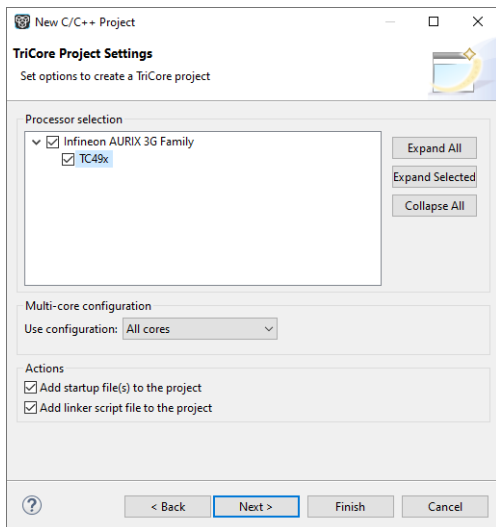 New C/C++ Project
TriCore Project Settings
Set options to create a TriCore project
Processor selection
Infineon AURIX 3G Family
TC49x
Expand All
Expand Selected
Collapse All
Multi-core configuration
Use configuration: All cores
Actions
Add startup file(s) to the project
Add linker script file to the project
? < Back Next > Finish Cancel